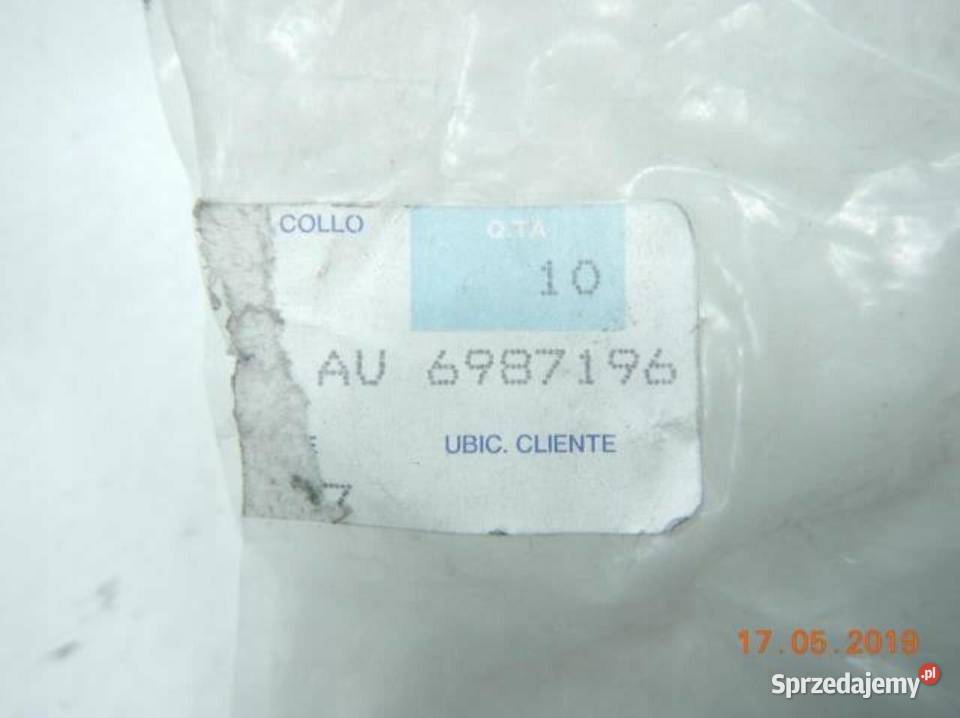 COLLO
Q.TA
10
AU 6987196
UBIC. CLIENTE
17.05.2019
Sprzedajemy.pl